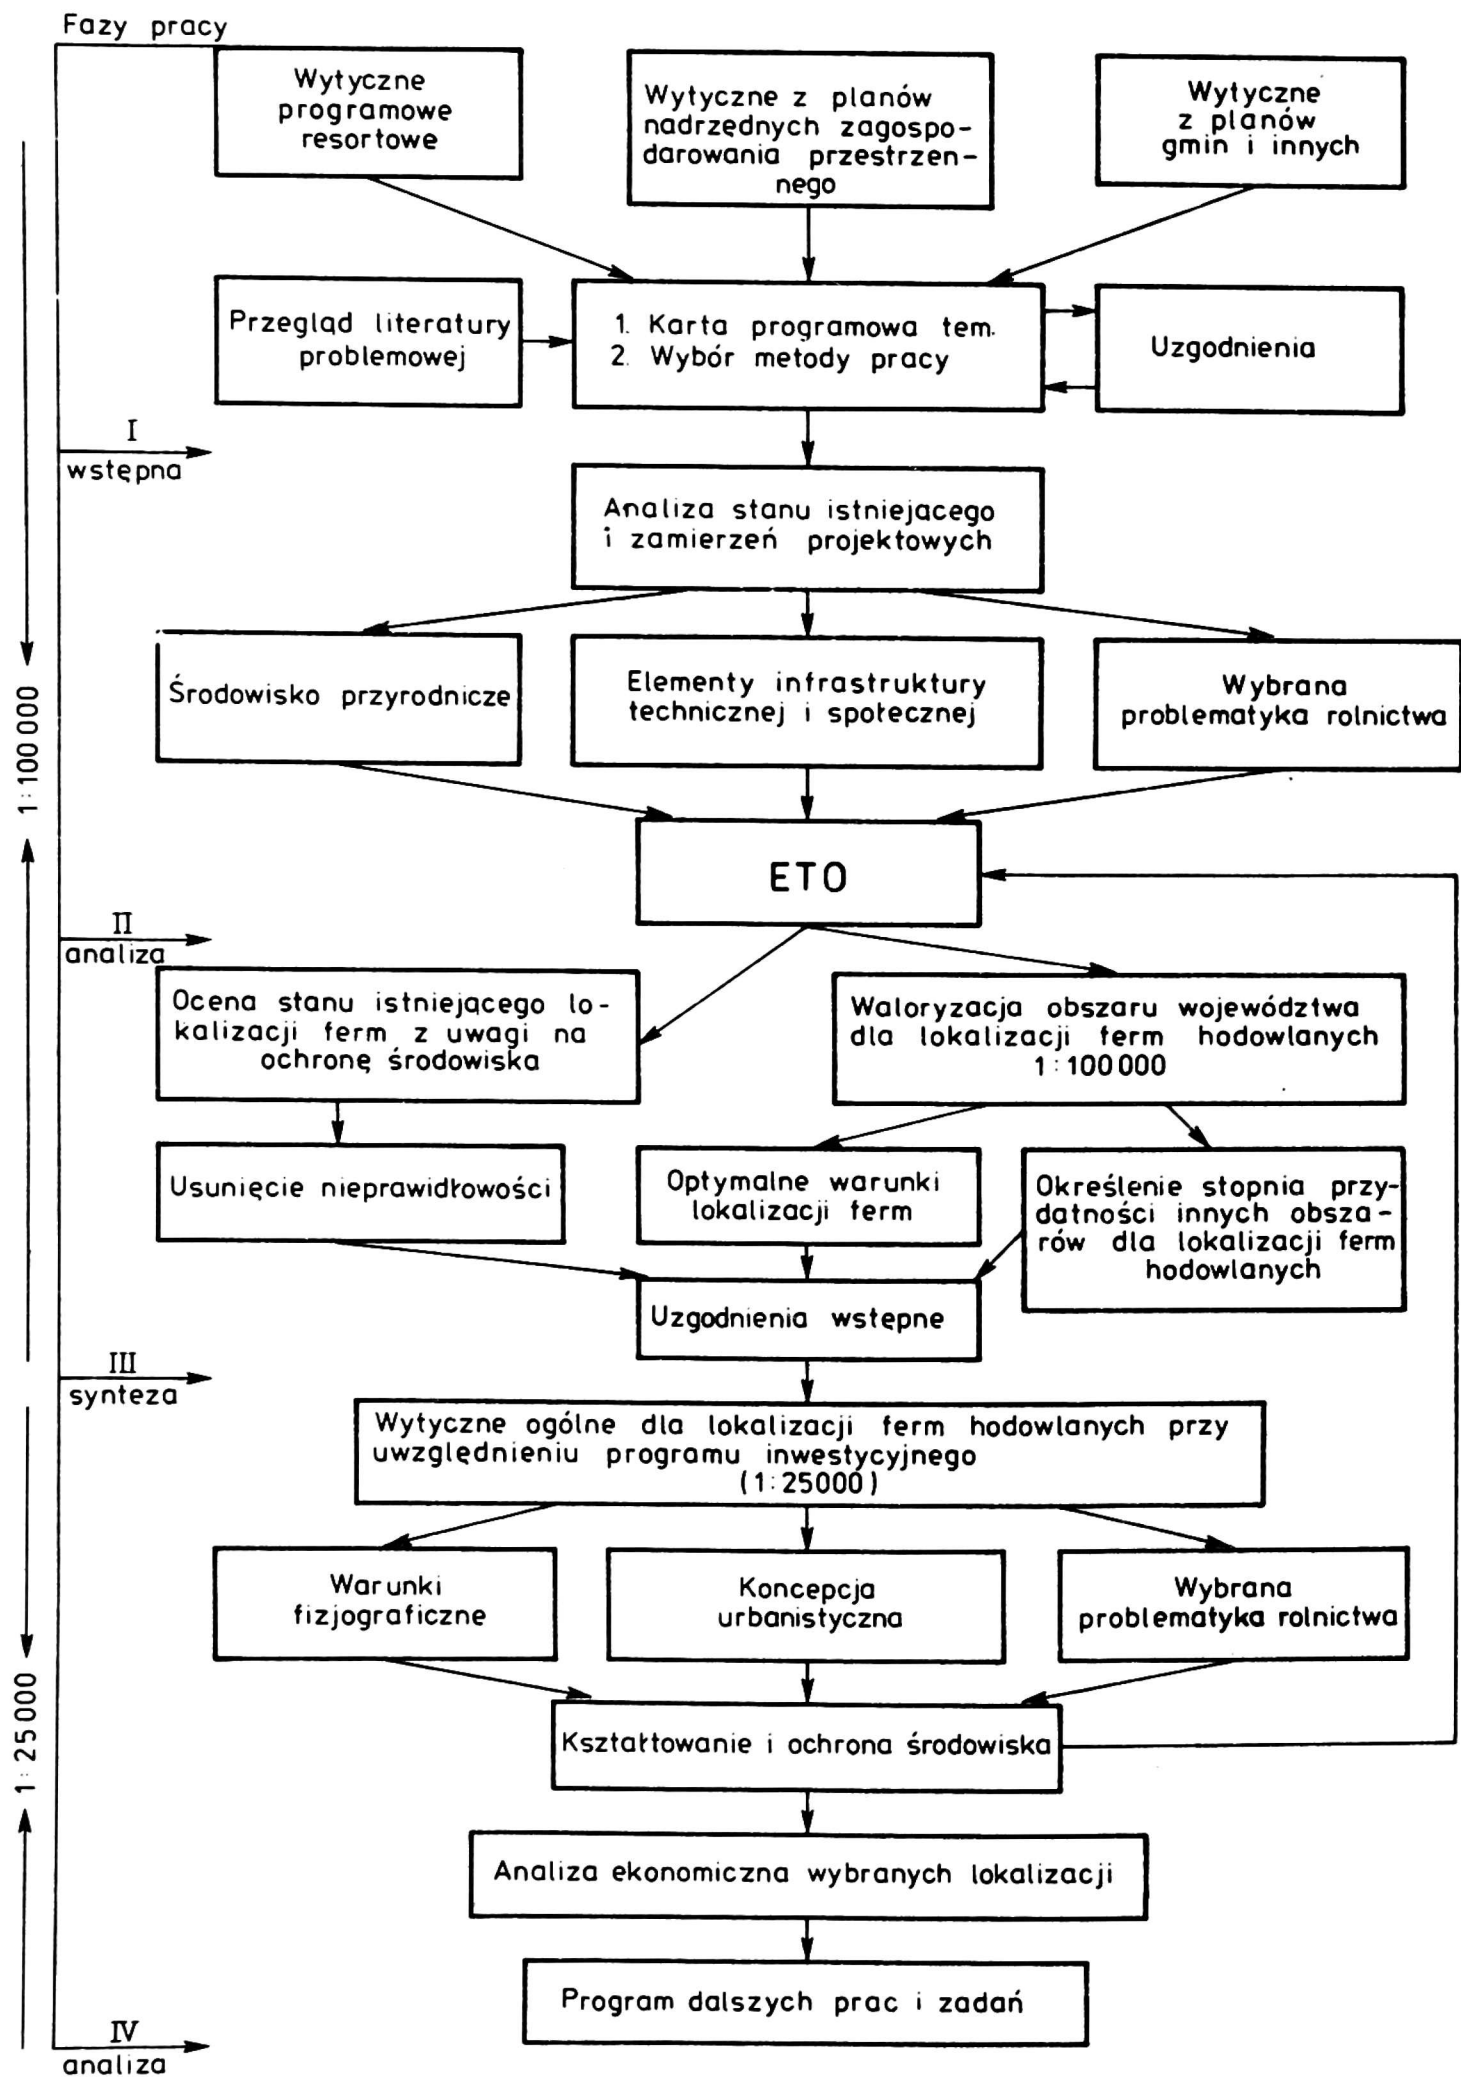 Fazy pracy
Wytyczne
programowe
resortowe
Wytyczne z planów
nadrzędnych zagospo-
darowania przestrzen-
nego
Wytyczne
z planów
gmin i innych
Przegląd literatury
problemowej
1. Karta programowa tem.
2. Wybór metody pracy
Uzgodnienia
I
wstępna
Analiza stanu istniejacego
i zamierzeń projektowych
Środowisko przyrodnicze
Elementy infrastruktury
technicznej i społecznej
Wybrana
problematyka rolnictwa
1:100 000
ETO
II
analiza
Ocena stanu istniejącego lo-
kalizacji ferm z uwagi na
ochronę środowiska
Waloryzacja obszaru województwa
dla lokalizacji ferm hodowlanych
1:100 000
Usunięcie nieprawidłowości
Optymalne warunki
lokalizacji ferm
Określenie stopnia przy-
datności innych obsza-
rów dla lokalizacji ferm
hodowlanych
Uzgodnienia wstępne
III
synteza
Wytyczne ogólne dla lokalizacji ferm hodowlanych przy
uwzględnieniu programu inwestycyjnego
(1:25000)
Warunki
fizjograficzne
Koncepcja
urbanistyczna
Wybrana
problematyka rolnictwa
1:25 000
Kształtowanie i ochrona środowiska
Analiza ekonomiczna wybranych lokalizacji
Program dalszych prac i zadań
IV
analiza